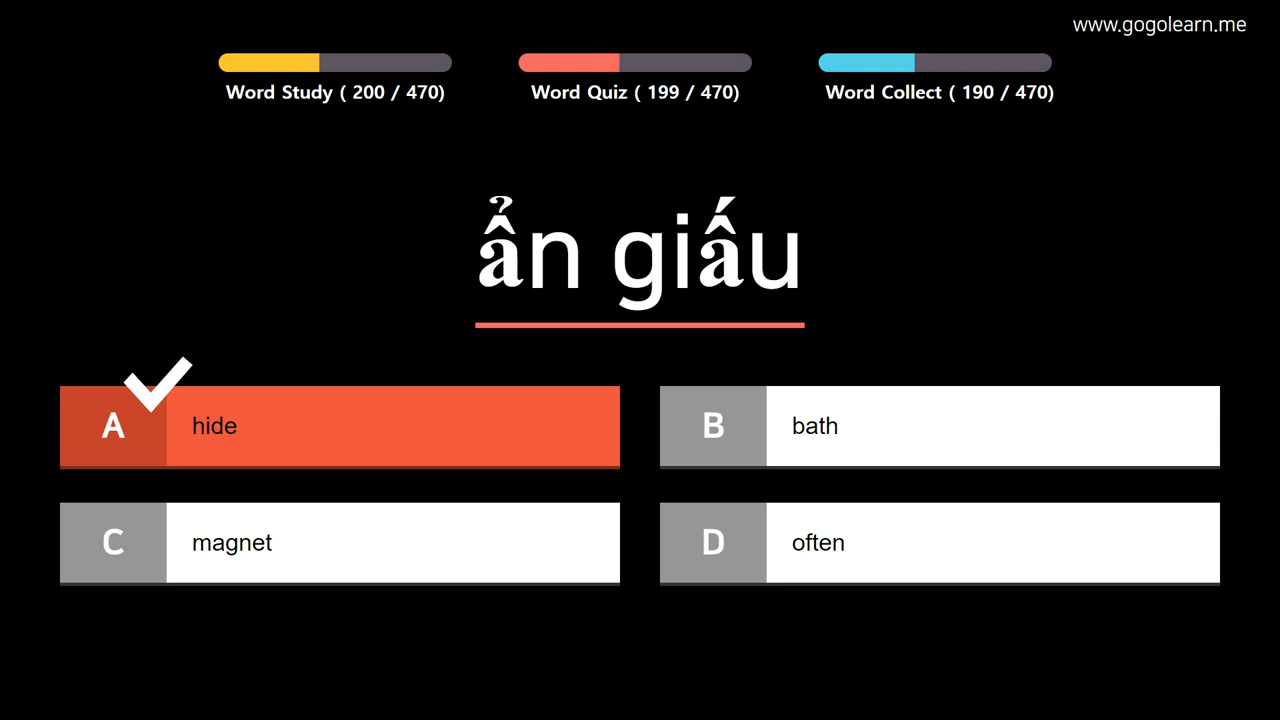 www.gogolearn.me
Word Study ( 200 / 470)
Word Quiz ( 199 / 470)
Word Collect ( 190 / 470)
ẩn giấu
A hide
B bath
C magnet
D often